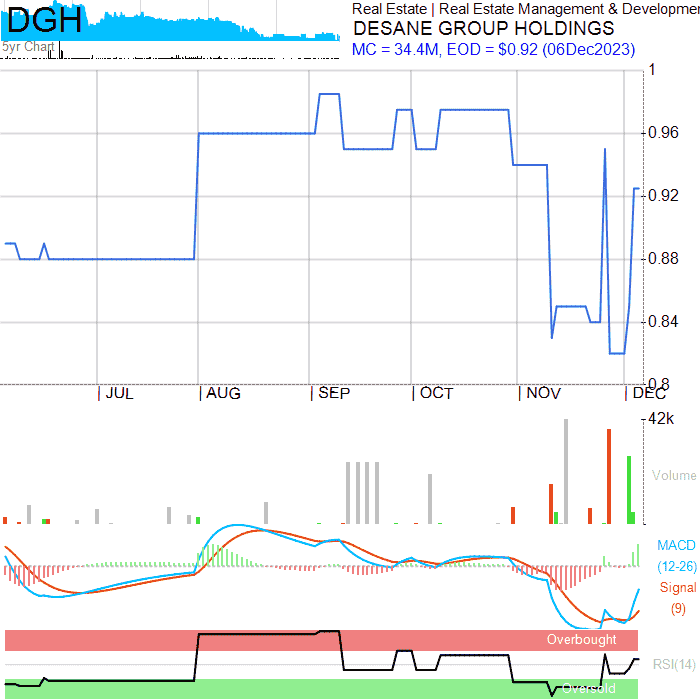 DGH
5yr Chart
Real Estate | Real Estate Management & Developmen
DESANE GROUP HOLDINGS
MC = 34.4M, EOD = $0.92 (06Dec2023)
1
0.96
0.92
0.88
0.84
0.8
JUL AUG SEP OCT NOV DEC
42k
Volume
MACD
(12-26)
Signal
(9)
Overbought
RSI(14)
Oversold